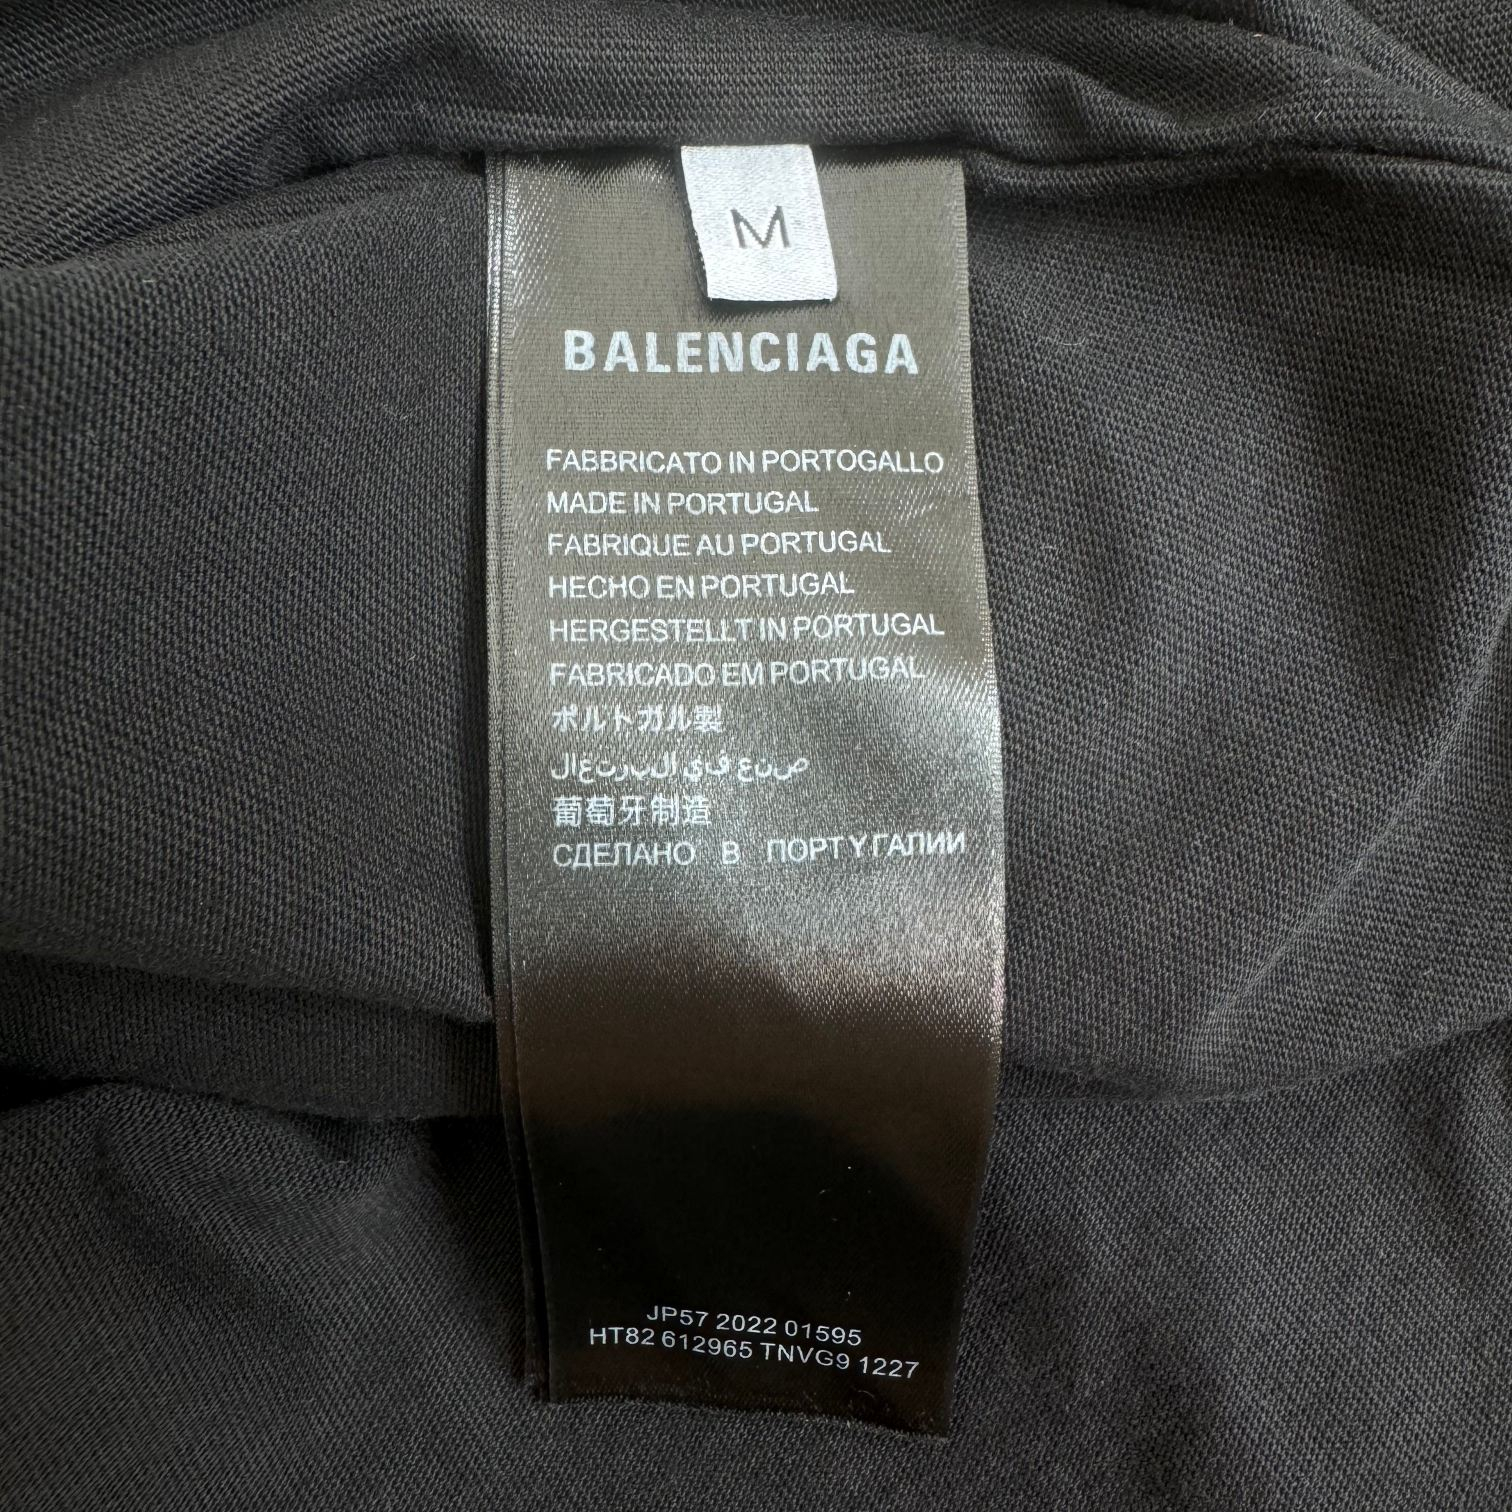 M
BALENCIAGA
FABBRICATO IN PORTOGALLO
MADE IN PORTUGAL
FABRIQUE AU PORTUGAL
HECHO EN PORTUGAL
HERGESTELLT IN PORTUGAL
FABRICADO EM PORTUGAL
ポルトガル製
صنع في البرتغال
葡萄牙制造
СДЕЛАНО В ПОРТУГАЛИИ
JP57 2022 01595
HT82 612965 TNVG9 1227